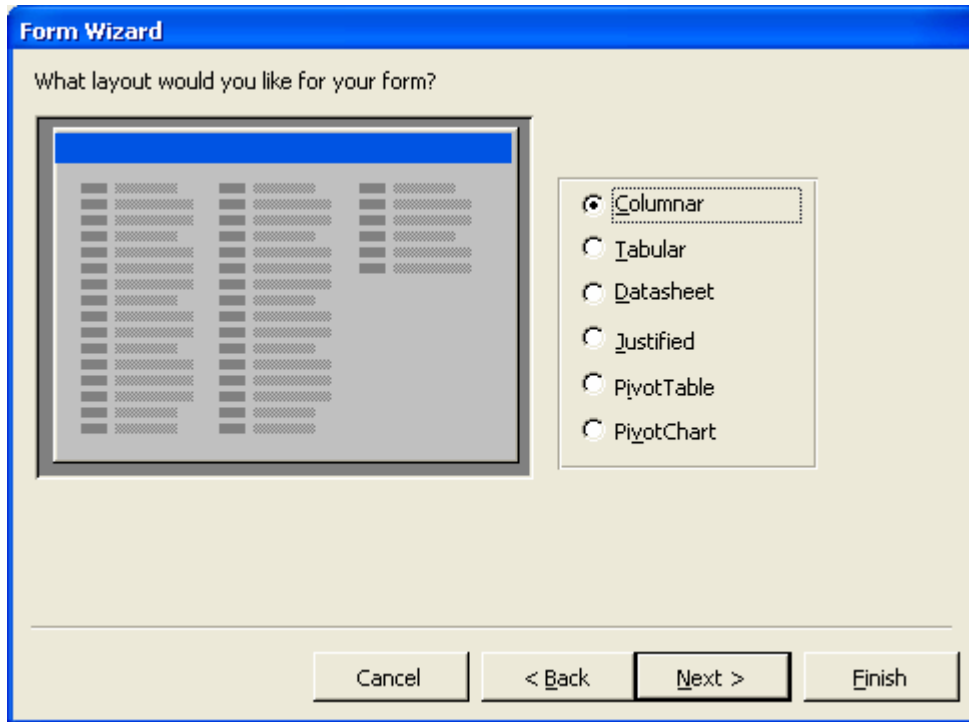 Form Wizard
What layout would you like for your form?
Columnar
Tabular
Datasheet
Justified
PivotTable
PivotChart
Cancel < Back Next > Finish